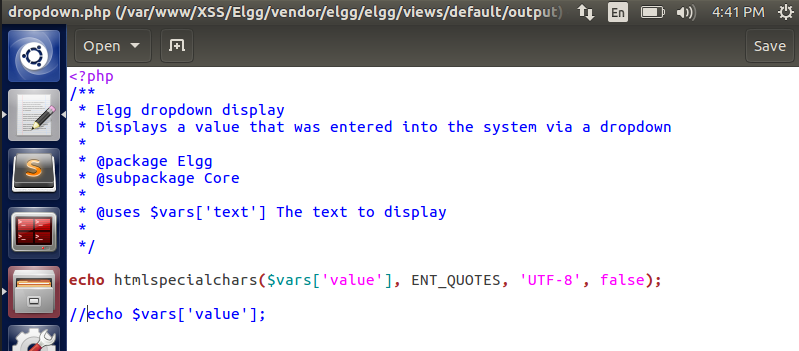 dropdown.php (/var/www/XSS/Elgg/vendor/elgg/elgg/views/default/output) En 4:41 PM
Open Save
<?php
/**
 * Elgg dropdown display
 * Displays a value that was entered into the system via a dropdown
 *
 * @package Elgg
 * @subpackage Core
 *
 * @uses $vars['text'] The text to display
 *
 */
echo htmlspecialchars($vars['value'], ENT_QUOTES, 'UTF-8', false);
//echo $vars['value'];
S